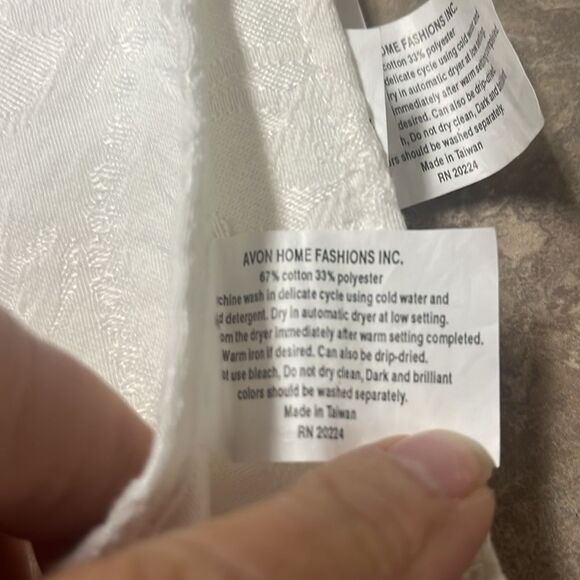 OME FASHIONS INC.
cotton 33% polyester
delicate cycle using cold water and
ry in automatic dryer at low setting.
immediately after warm setting completed.
desired. Can also be drip-dried.
h, Do not dry clean, Dark and
rs should be washed separately.
Made in Taiwan
RN 20224
AVON HOME FASHIONS INC.
67% cotton 33% polyester
chine wash in delicate cycle using cold water and
d detergent. Dry in automatic dryer at low setting.
om the dryer immediately after warm setting completed.
Warm iron if desired. Can also be drip-dried.
ot use bleach, Do not dry clean, Dark and brilliant
colors should be washed separately.
Made in Taiwan
RN 20224